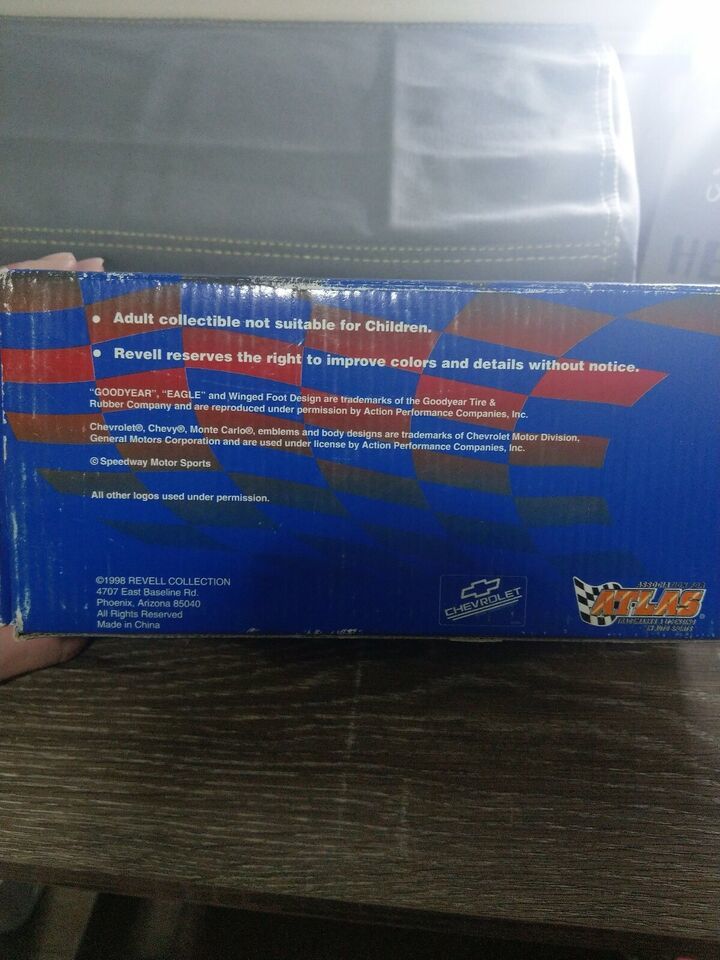 HE
• Adult collectible not suitable for Children.
• Revell reserves the right to improve colors and details without notice.
"GOODYEAR", "EAGLE" and Winged Foot Design are trademarks of the Goodyear Tire &
Rubber Company and are reproduced under permission by Action Performance Companies, Inc.
Chevrolet®, Chevy®, Monte Carlo®, emblems and body designs are trademarks of Chevrolet Motor Division,
General Motors Corporation and are used under license by Action Performance Companies, Inc.
© Speedway Motor Sports
All other logos used under permission.
©1998 REVELL COLLECTION
4707 East Baseline Rd.
Phoenix, Arizona 85040
All Rights Reserved
Made in China
CHEVROLET
ASSOCIATION FOR
ATLAS
TRADEMARKS & LICENSING